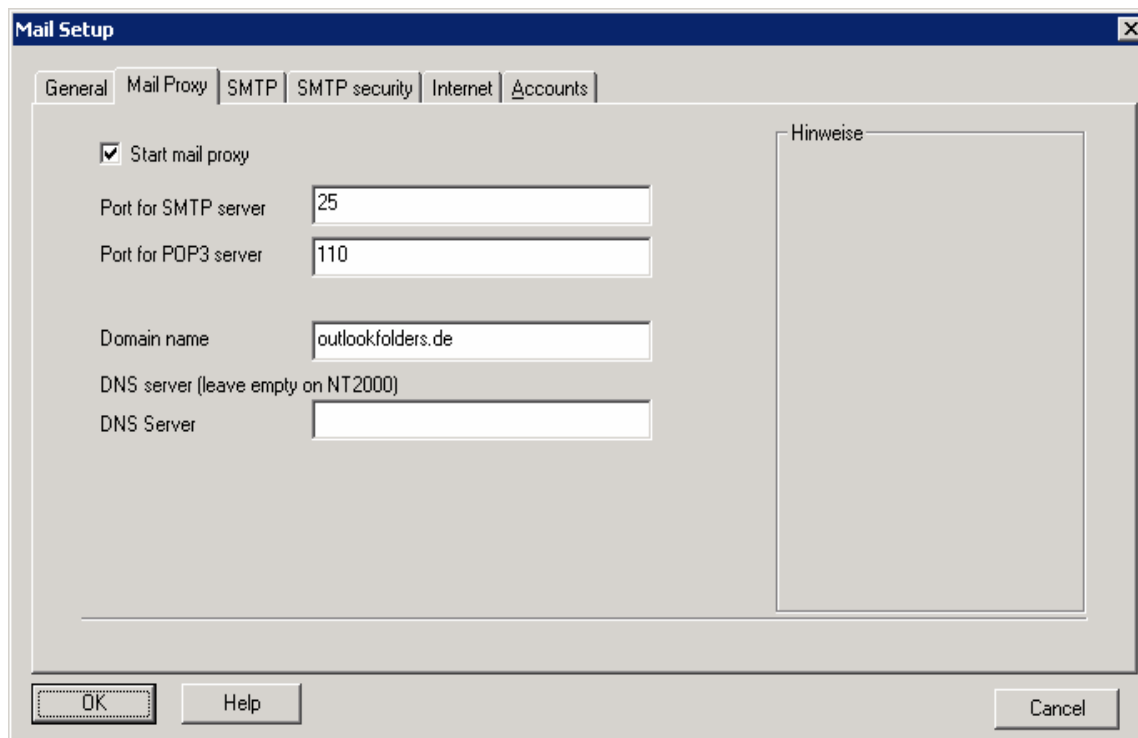 Mail Setup
General Mail Proxy SMTP SMTP security Internet Accounts
Start mail proxy
Port for SMTP server 25
Port for POP3 server 110
Domain name outlookfolders.de
DNS server (leave empty on NT2000)
DNS Server
Hinweise
OK Help Cancel